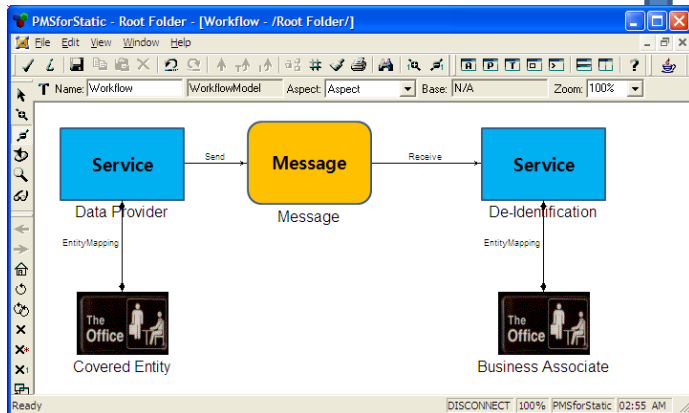 PMSforStatic - Root Folder - [Workflow - /Root Folder/]
File Edit View Window Help
A P T
?
T Name: Workflow WorkflowModel Aspect: Aspect Base: N/A Zoom: 100%
Service Send Message Receive Service
Data Provider Message De-Identification
EntityMapping EntityMapping
The Office The Office
Covered Entity Business Associate
Ready DISCONNECT 100% PMSforStatic 02:55 AM